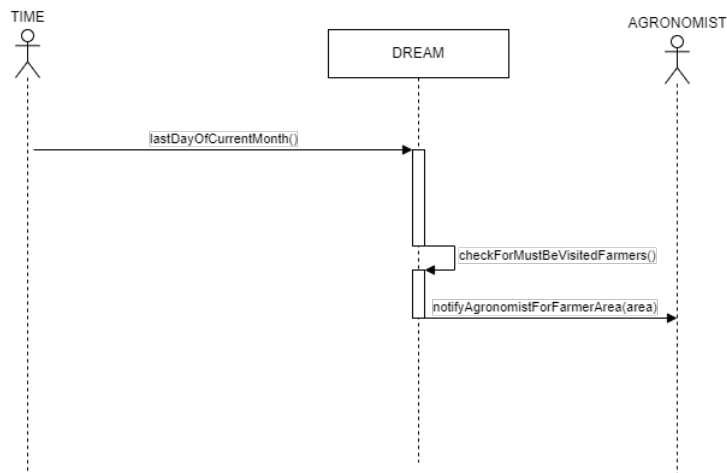 TIME
DREAM
AGRONOMIST
lastDayOfCurrentMonth()
checkForMustBeVisitedFarmers()
notifyAgronomistForFarmerArea(area)